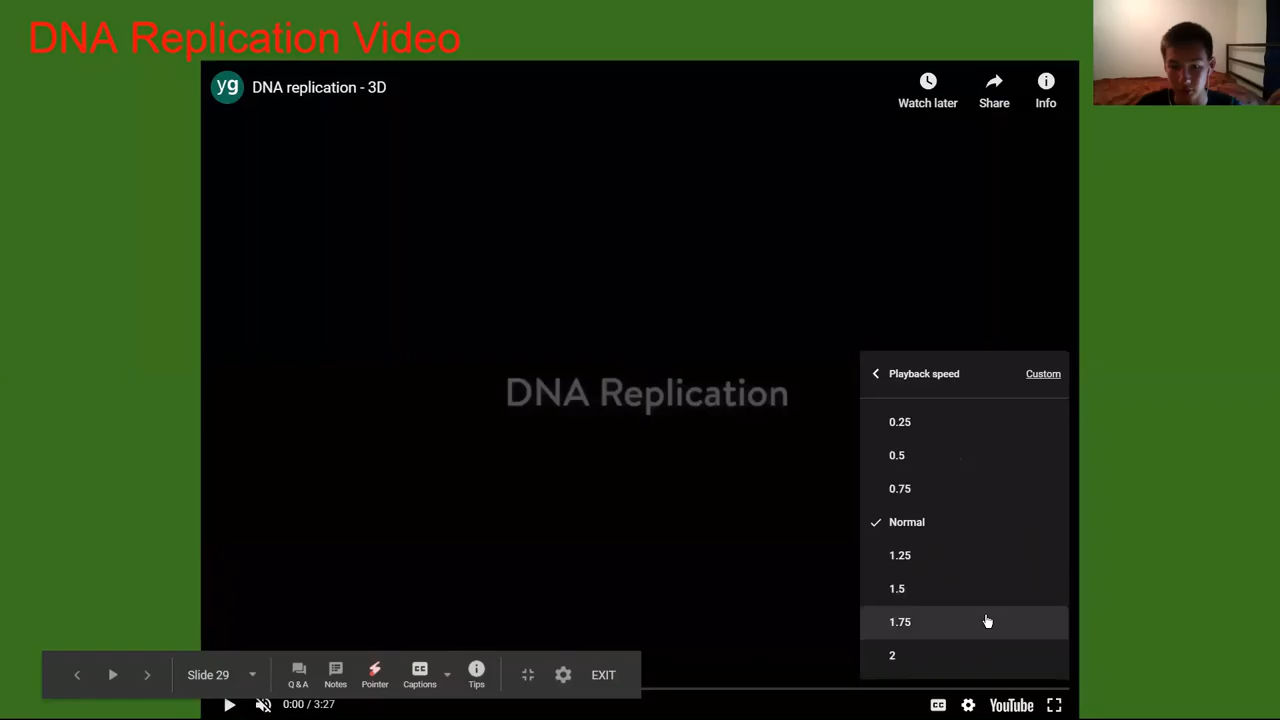 DNA Replication Video
yg
DNA replication - 3D
Watch later
Share
Info
DNA Replication
Playback speed
Custom
0.25
0.5
0.75
Normal
1.25
1.5
1.75
2
Slide 29
Q & A
Notes
Pointer
Captions
Tips
EXIT
0:00 / 3:27
CC
YouTube